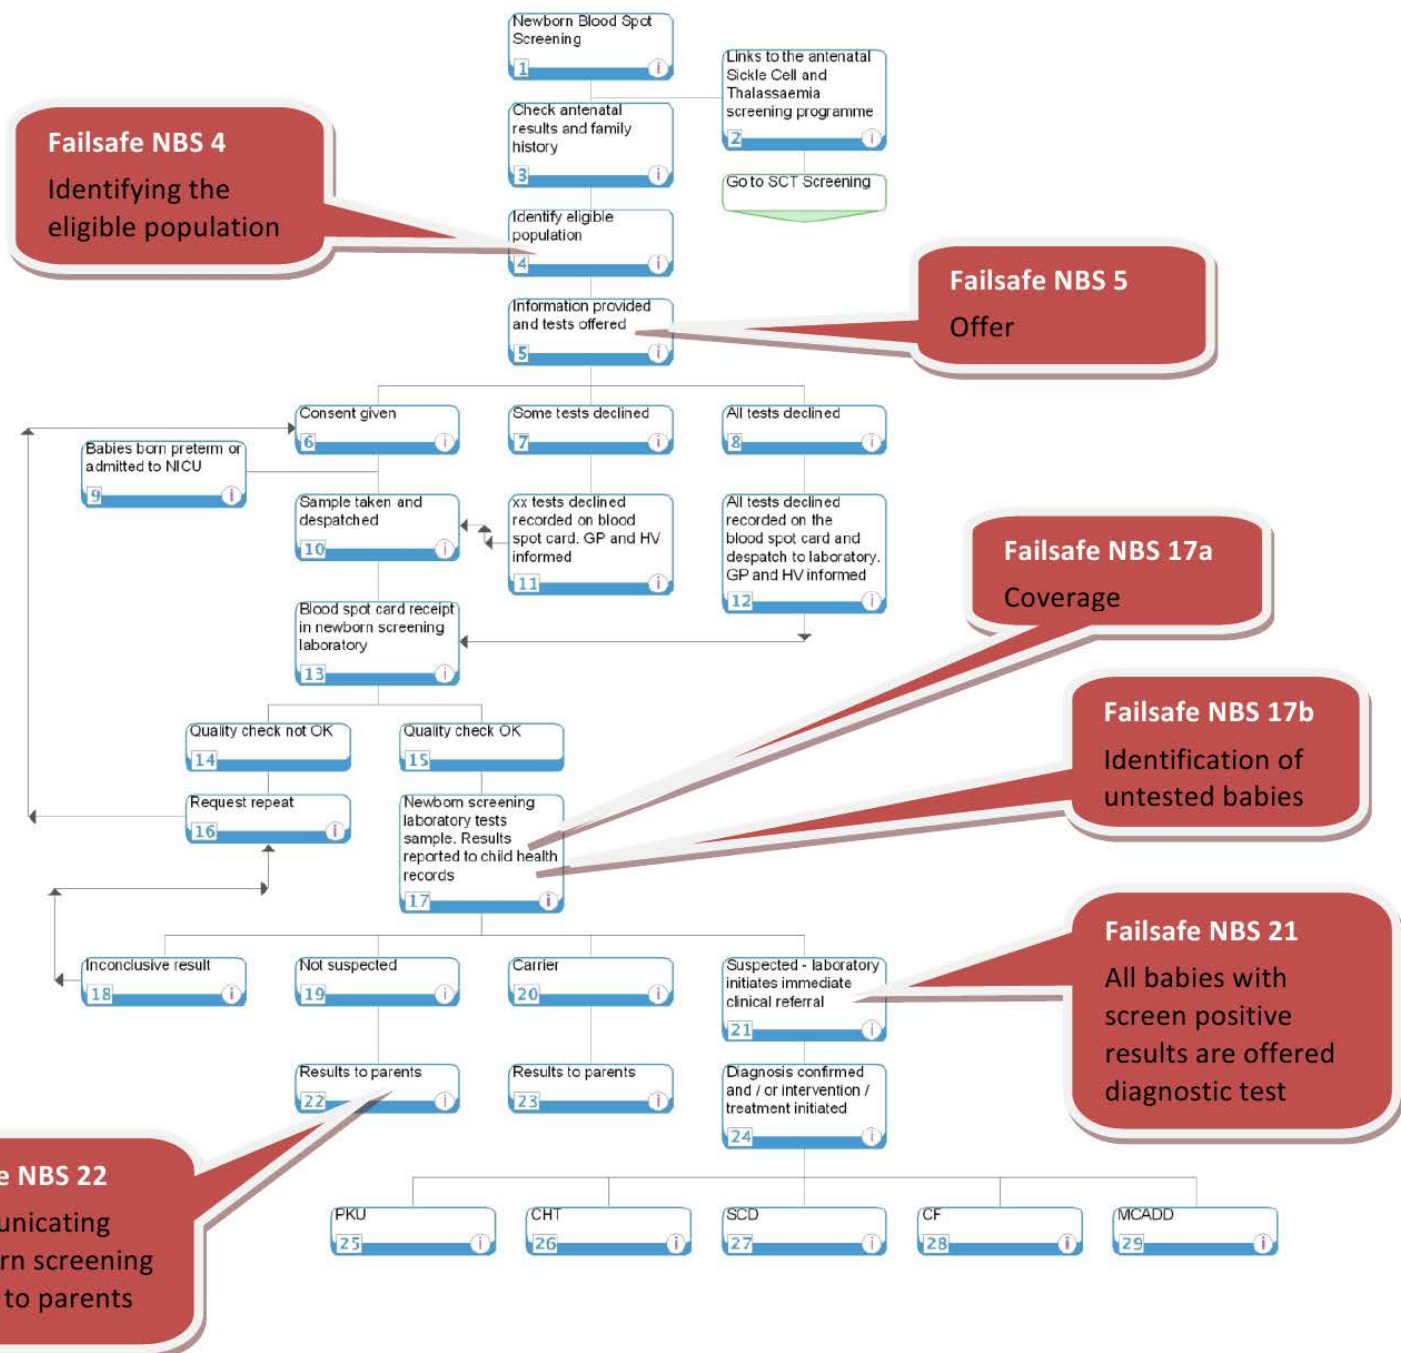 Newborn Blood Spot
Screening
1
i
Links to the antenatal
Sickle Cell and
Thalassaemia
screening programme
2
i
Check antenatal
results and family
history
3
i
Go to SCT Screening
Failsafe NBS 4
Identifying the
eligible population
Identify eligible
population
4
i
Information provided
and tests offered
5
i
Failsafe NBS 5
Offer
Consent given
6
i
Some tests declined
7
i
All tests declined
8
i
Babies born preterm or
admitted to NICU
9
i
Sample taken and
despatched
10
i
xx tests declined
recorded on blood
spot card. GP and HV
informed
11
i
All tests declined
recorded on the
blood spot card and
despatch to laboratory.
GP and HV informed
12
i
Failsafe NBS 17a
Coverage
Blood spot card receipt
in newborn screening
laboratory
13
i
Failsafe NBS 17b
Identification of
untested babies
Quality check not OK
14
Quality check OK
15
Request repeat
16
i
Newborn screening
laboratory tests
sample. Results
reported to child health
records
17
i
Failsafe NBS 21
All babies with
screen positive
results are offered
diagnostic test
Inconclusive result
18
i
Not suspected
19
i
Carrier
20
i
Suspected - laboratory
initiates immediate
clinical referral
21
i
Results to parents
22
i
Results to parents
23
i
Diagnosis confirmed
and / or intervention /
treatment initiated
24
i
e NBS 22
unicating
rn screening
to parents
PKU
25
i
CHT
26
i
SCD
27
i
CF
28
i
MCADD
29
i